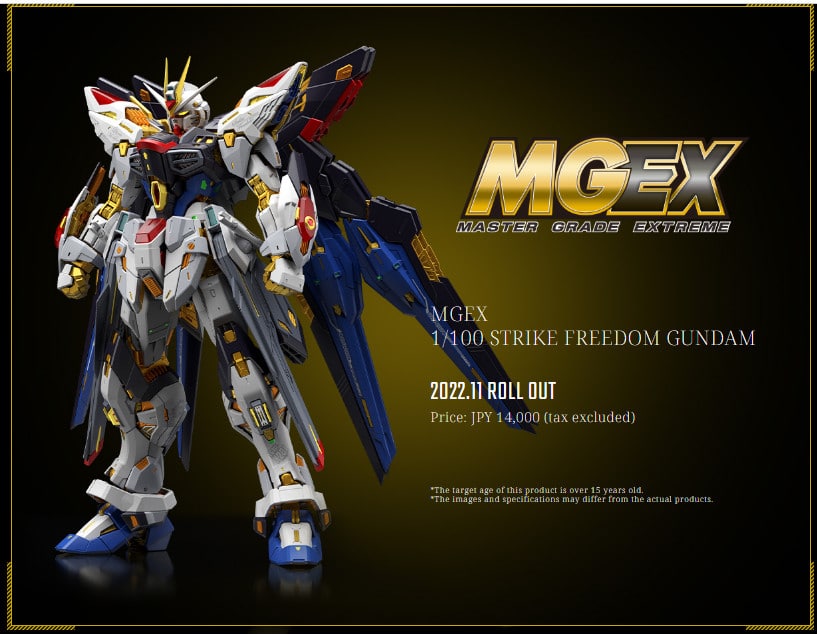 MGEX
MASTER GRADE EXTREME
MGEX
1/100 STRIKE FREEDOM GUNDAM
2022.11 ROLL OUT
Price: JPY 14,000 (tax excluded)
*The target age of this product is over 15 years old.
*The images and specifications may differ from the actual products.